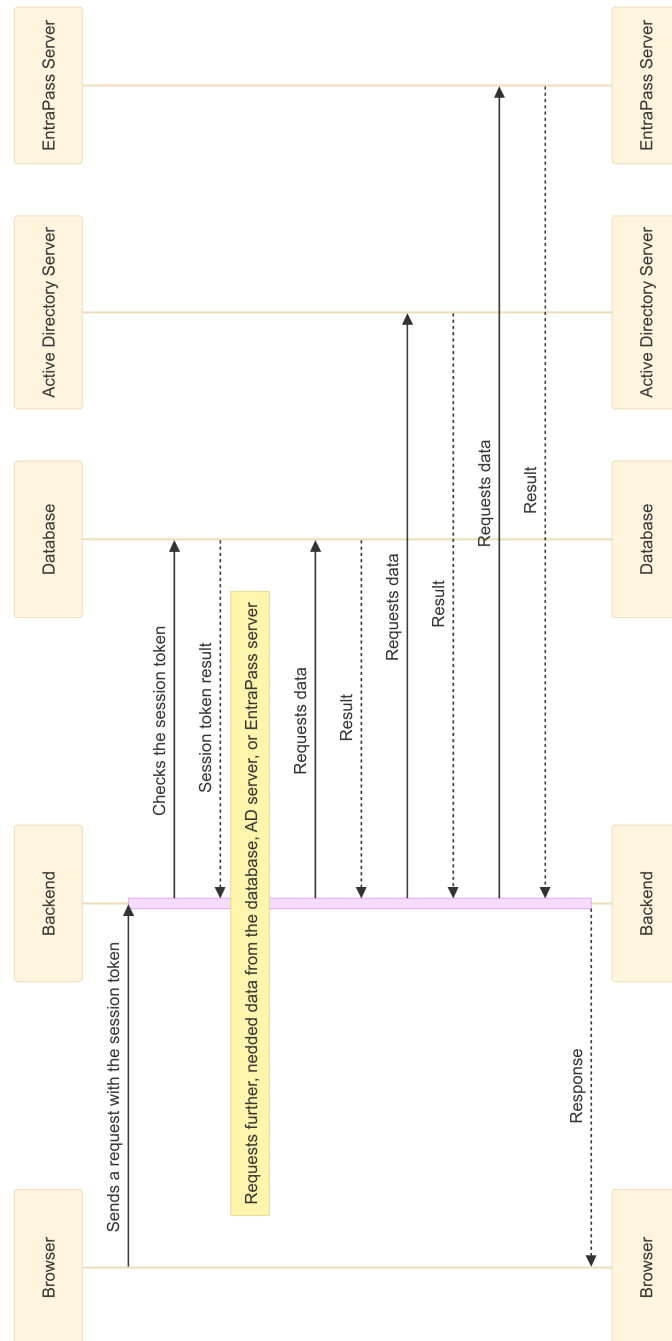 Browser
Backend
Database
Active Directory Server
EntraPass Server
Sends a request with the session token
Checks the session token
Session token result
Requests further, nedded data from the database, AD server, or EntraPass server
Requests data
Result
Requests data
Result
Requests data
Result
Response
Browser
Backend
Database
Active Directory Server
EntraPass Server